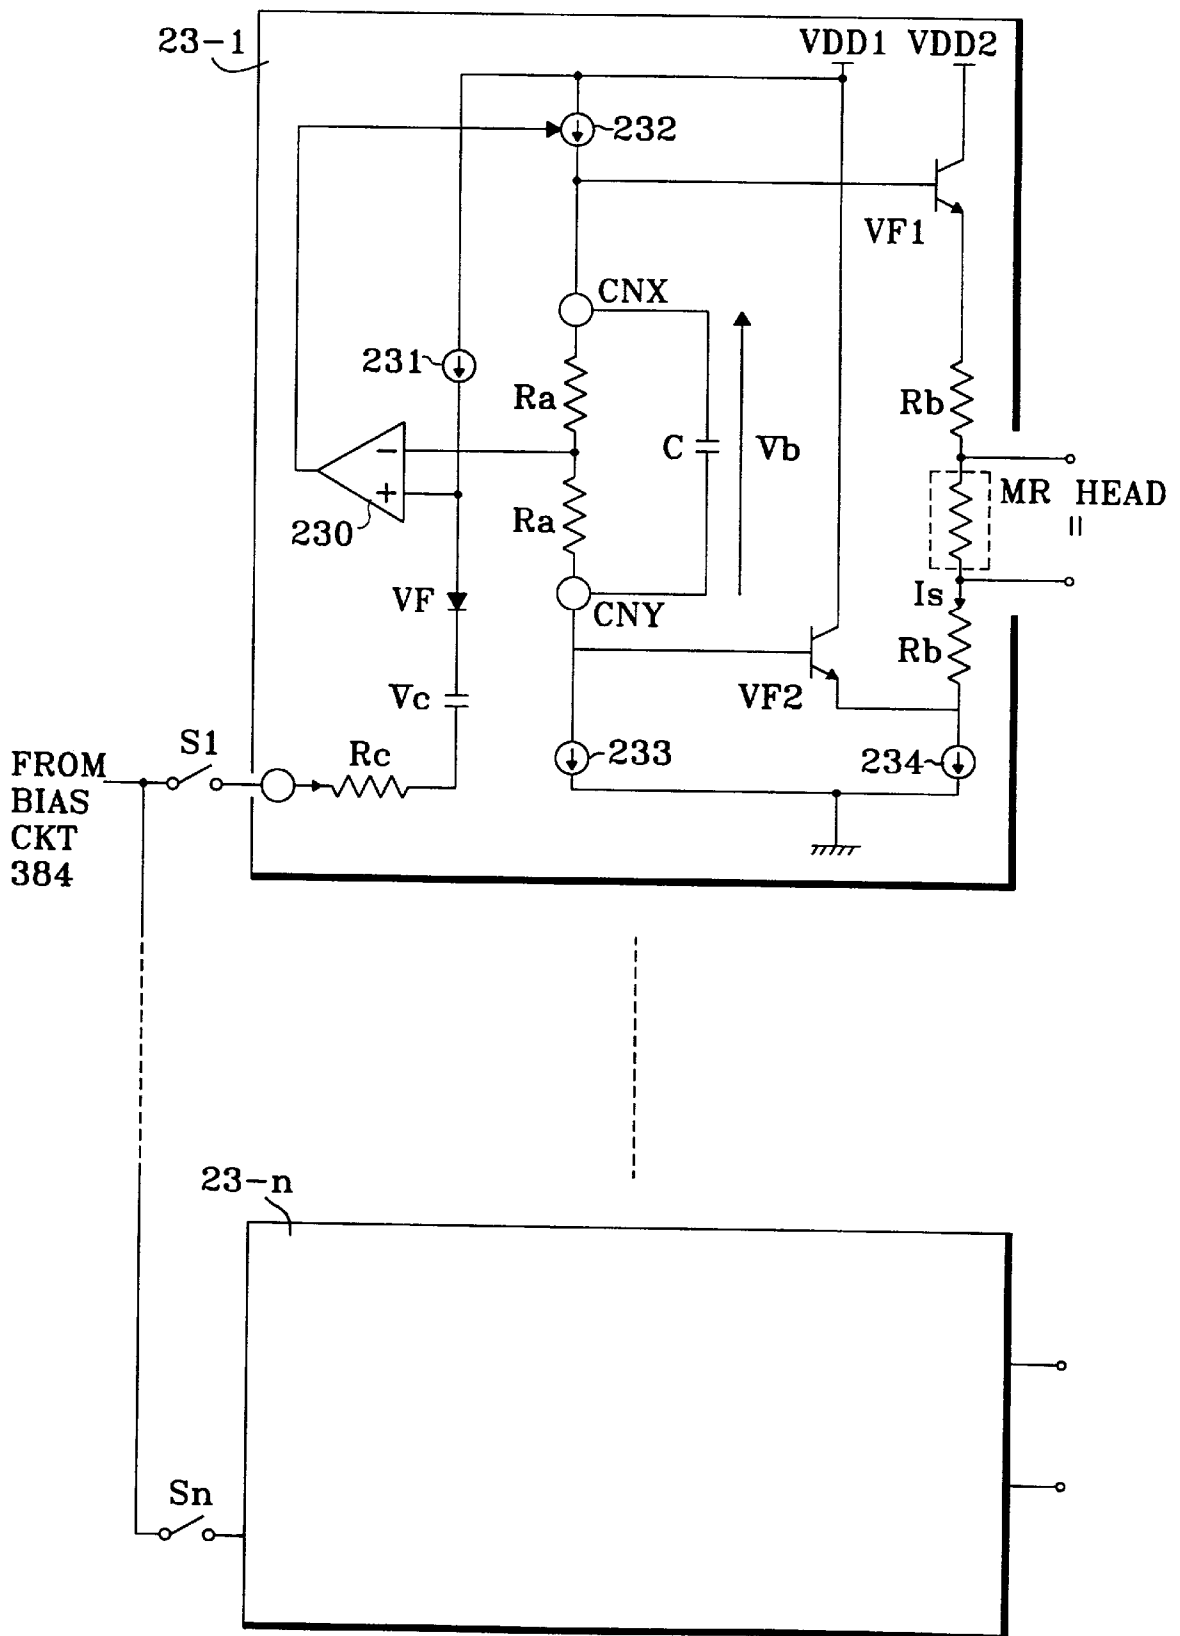 23-1
VDD1 VDD2
232
VF1
CNX
231
Ra
Rb
C
Vb
−
+
230
MR HEAD
Ra
VF
CNY
Is
Rb
Vc
VF2
S1
Rc
233
234
FROM
BIAS
CKT
384
23-n
Sn